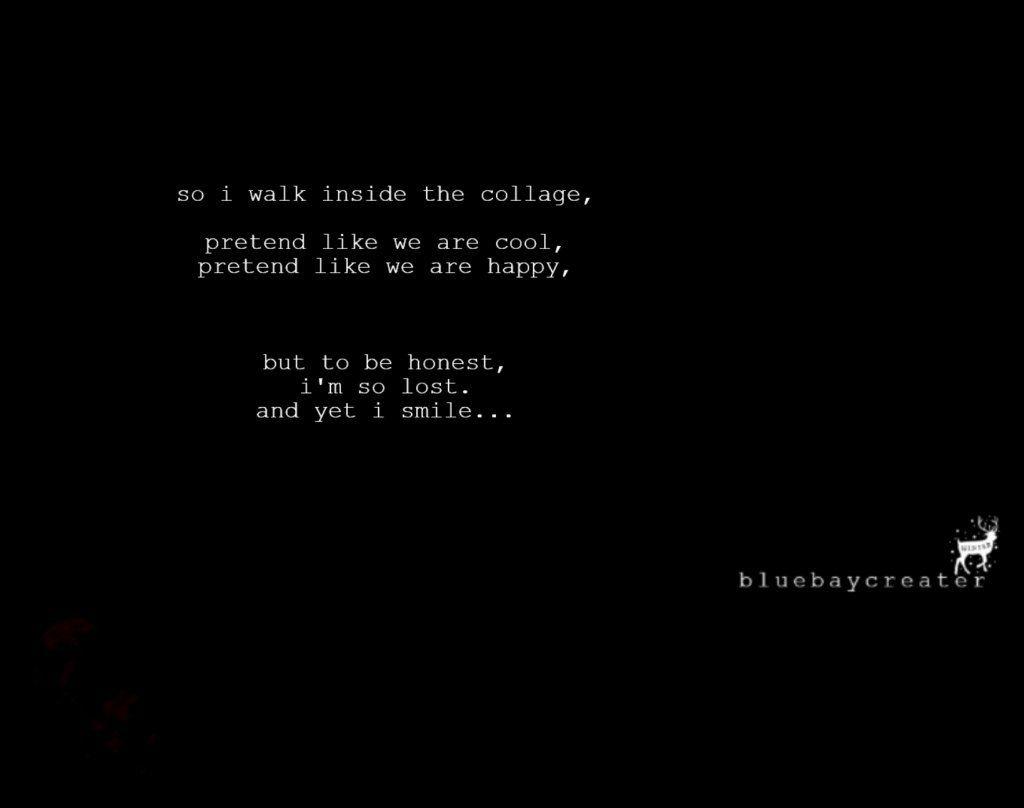 so i walk inside the collage,
pretend like we are cool,
pretend like we are happy,
but to be honest,
i'm so lost.
and yet i smile...
bluebaycreater